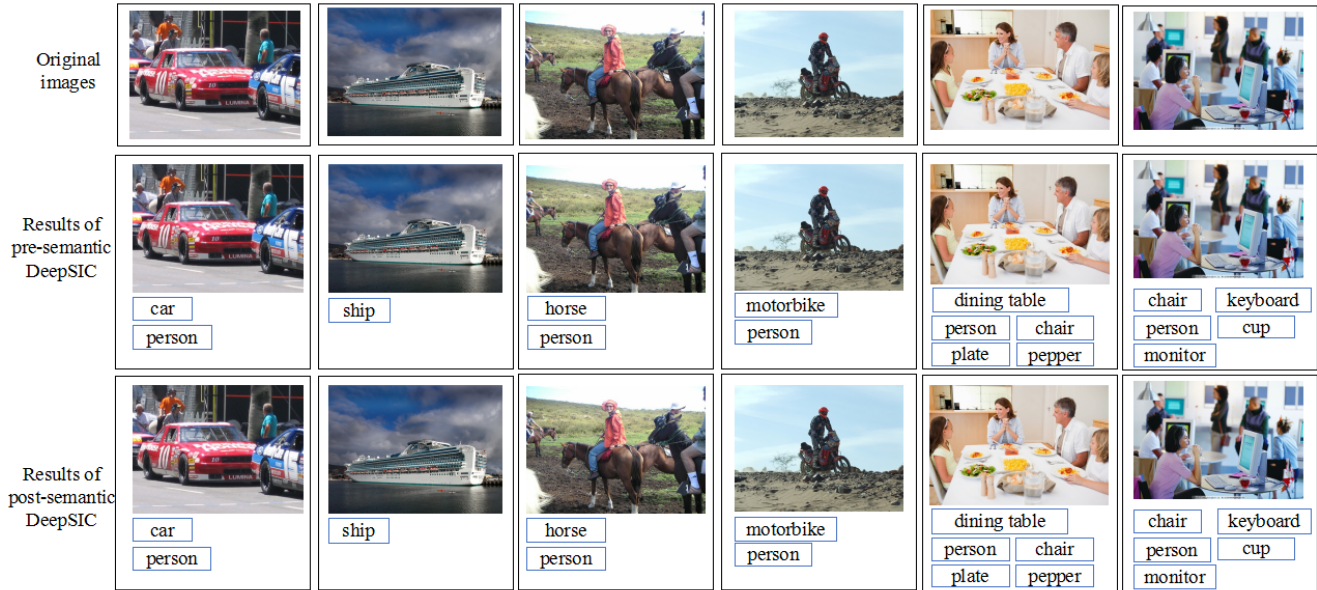 Original
images
Results of
pre-semantic
DeepSIC
car
person
ship
horse
person
motorbike
person
dining table
person chair
plate pepper
chair keyboard
person cup
monitor
Results of
post-semantic
DeepSIC
car
person
ship
horse
person
motorbike
person
dining table
person chair
plate pepper
chair keyboard
person cup
monitor